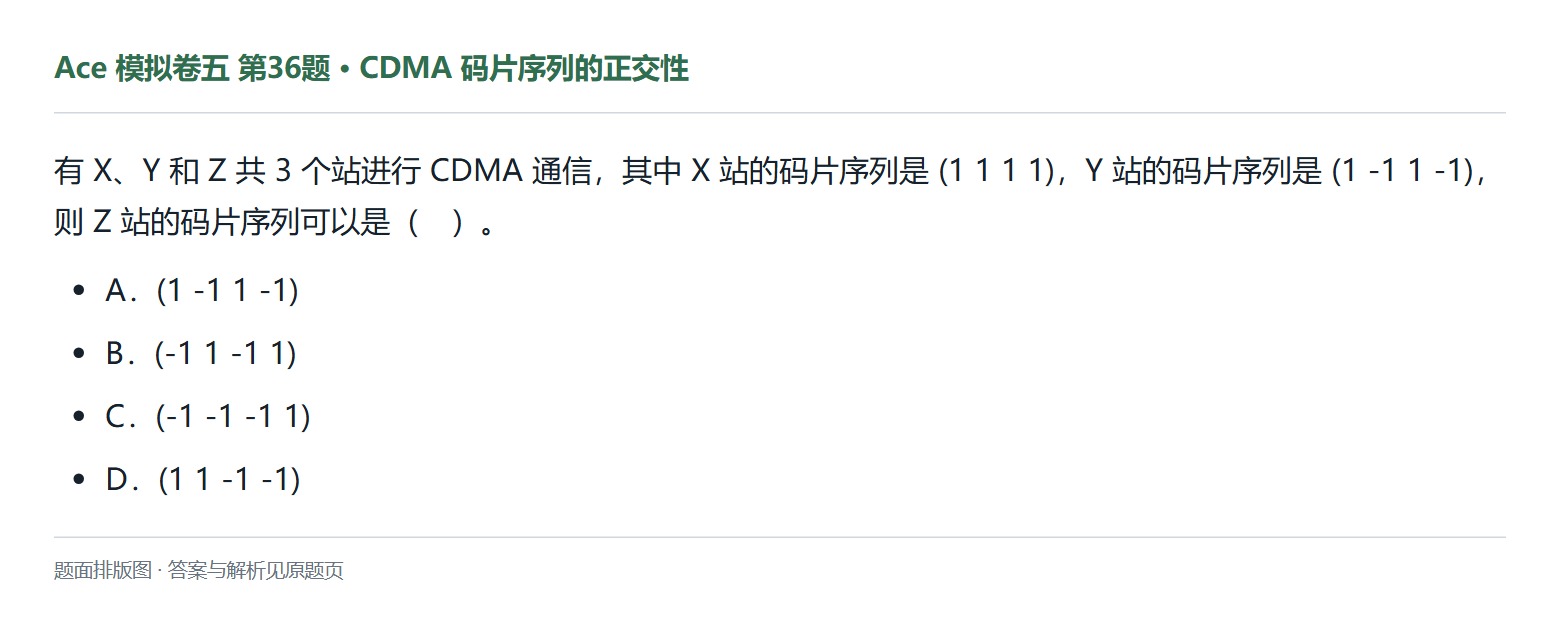 Ace 模拟卷五 第36题 • CDMA 码片序列的正交性
有 X、Y 和 Z 共 3 个站进行 CDMA 通信，其中 X 站的码片序列是 (1 1 1 1)，Y 站的码片序列是 (1 -1 1 -1)，
则 Z 站的码片序列可以是（　）。
• A．(1 -1 1 -1)
• B．(-1 1 -1 1)
• C．(-1 -1 -1 1)
• D．(1 1 -1 -1)
题面排版图 · 答案与解析见原题页